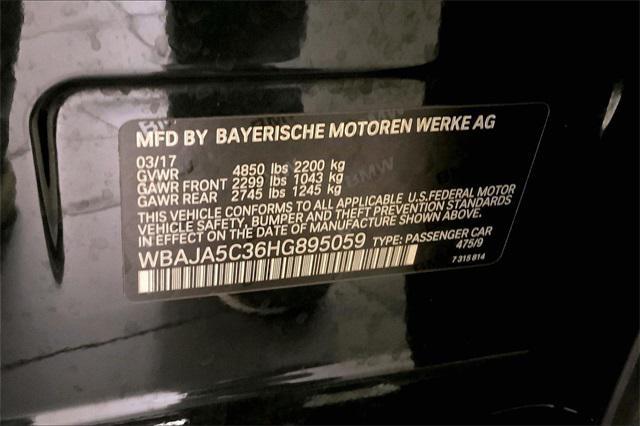 MFD BY BAYERISCHE MOTOREN WERKE AG
03/17
GVWR 4850 lbs 2200 kg
GAWR FRONT 2299 lbs 1043 kg
GAWR REAR 2745 lbs 1245 kg
THIS VEHICLE CONFORMS TO ALL APPLICABLE U.S.FEDERAL MOTOR
VEHICLE SAFETY, BUMPER AND THEFT PREVENTION STANDARDS
IN EFFECT ON THE DATE OF MANUFACTURE SHOWN ABOVE.
WBAJA5C36HG895059 TYPE: PASSENGER CAR
475/9
7 315 814
BMW